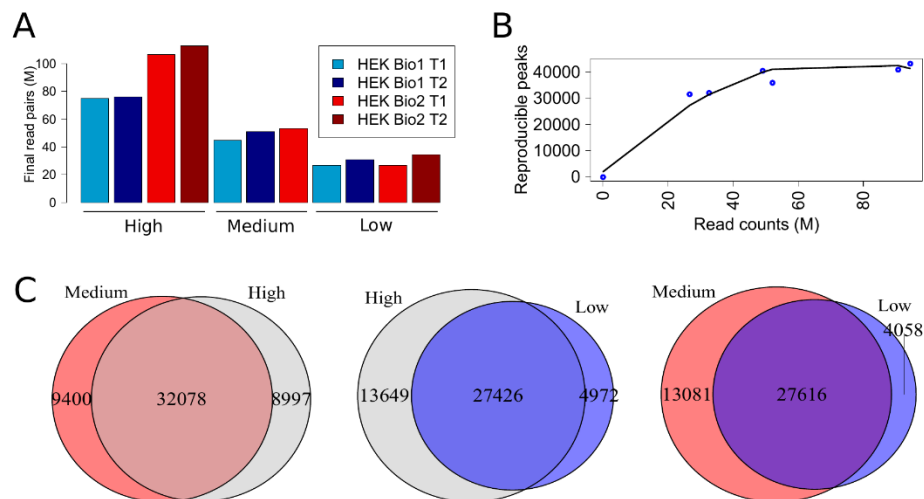 A
Final read pairs (M)
100
80
60
40
20
0
High
Medium
Low
HEK Bio1 T1
HEK Bio1 T2
HEK Bio2 T1
HEK Bio2 T2
B
Reproducible peaks
40000
30000
10000
0
0
20
40
60
80
Read counts (M)
C
Medium
High
9400
32078
8997
High
Low
13649
27426
4972
Medium
Low
4058
13081
27616